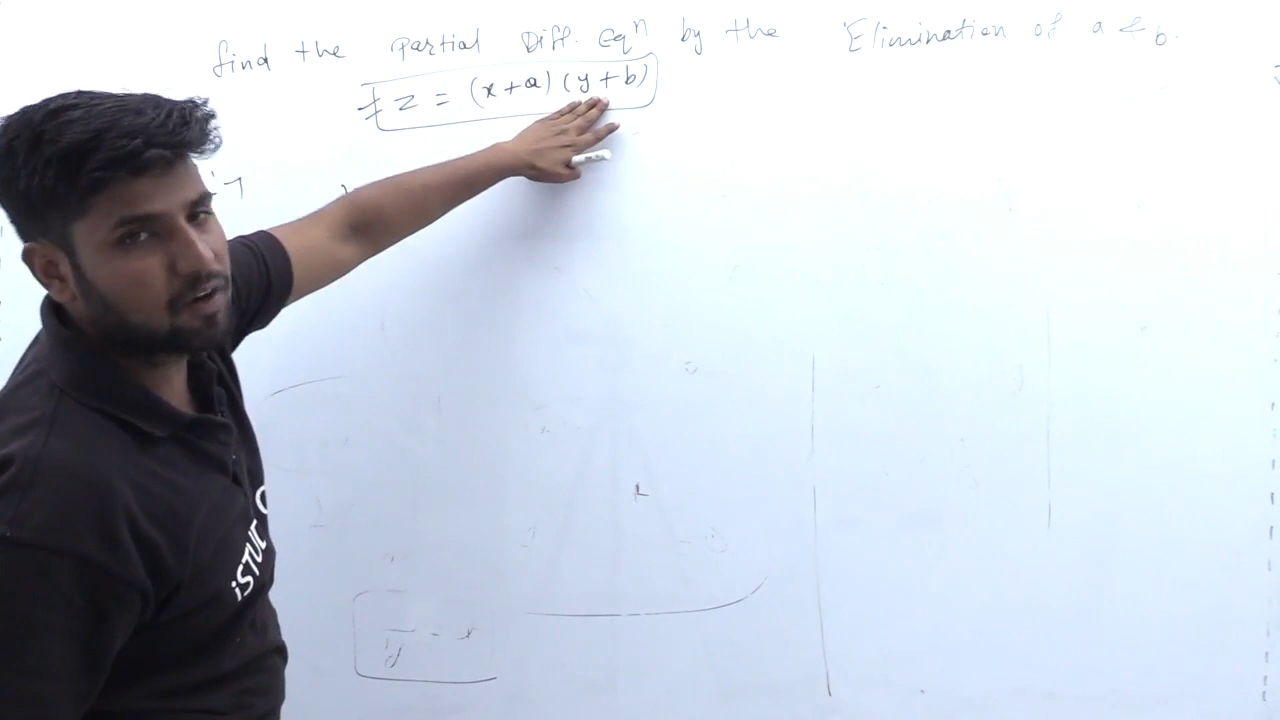 find the Partial Diff. Eqⁿ by the Elimination of a & b.
z = (x+a) (y+b)
iSTUD